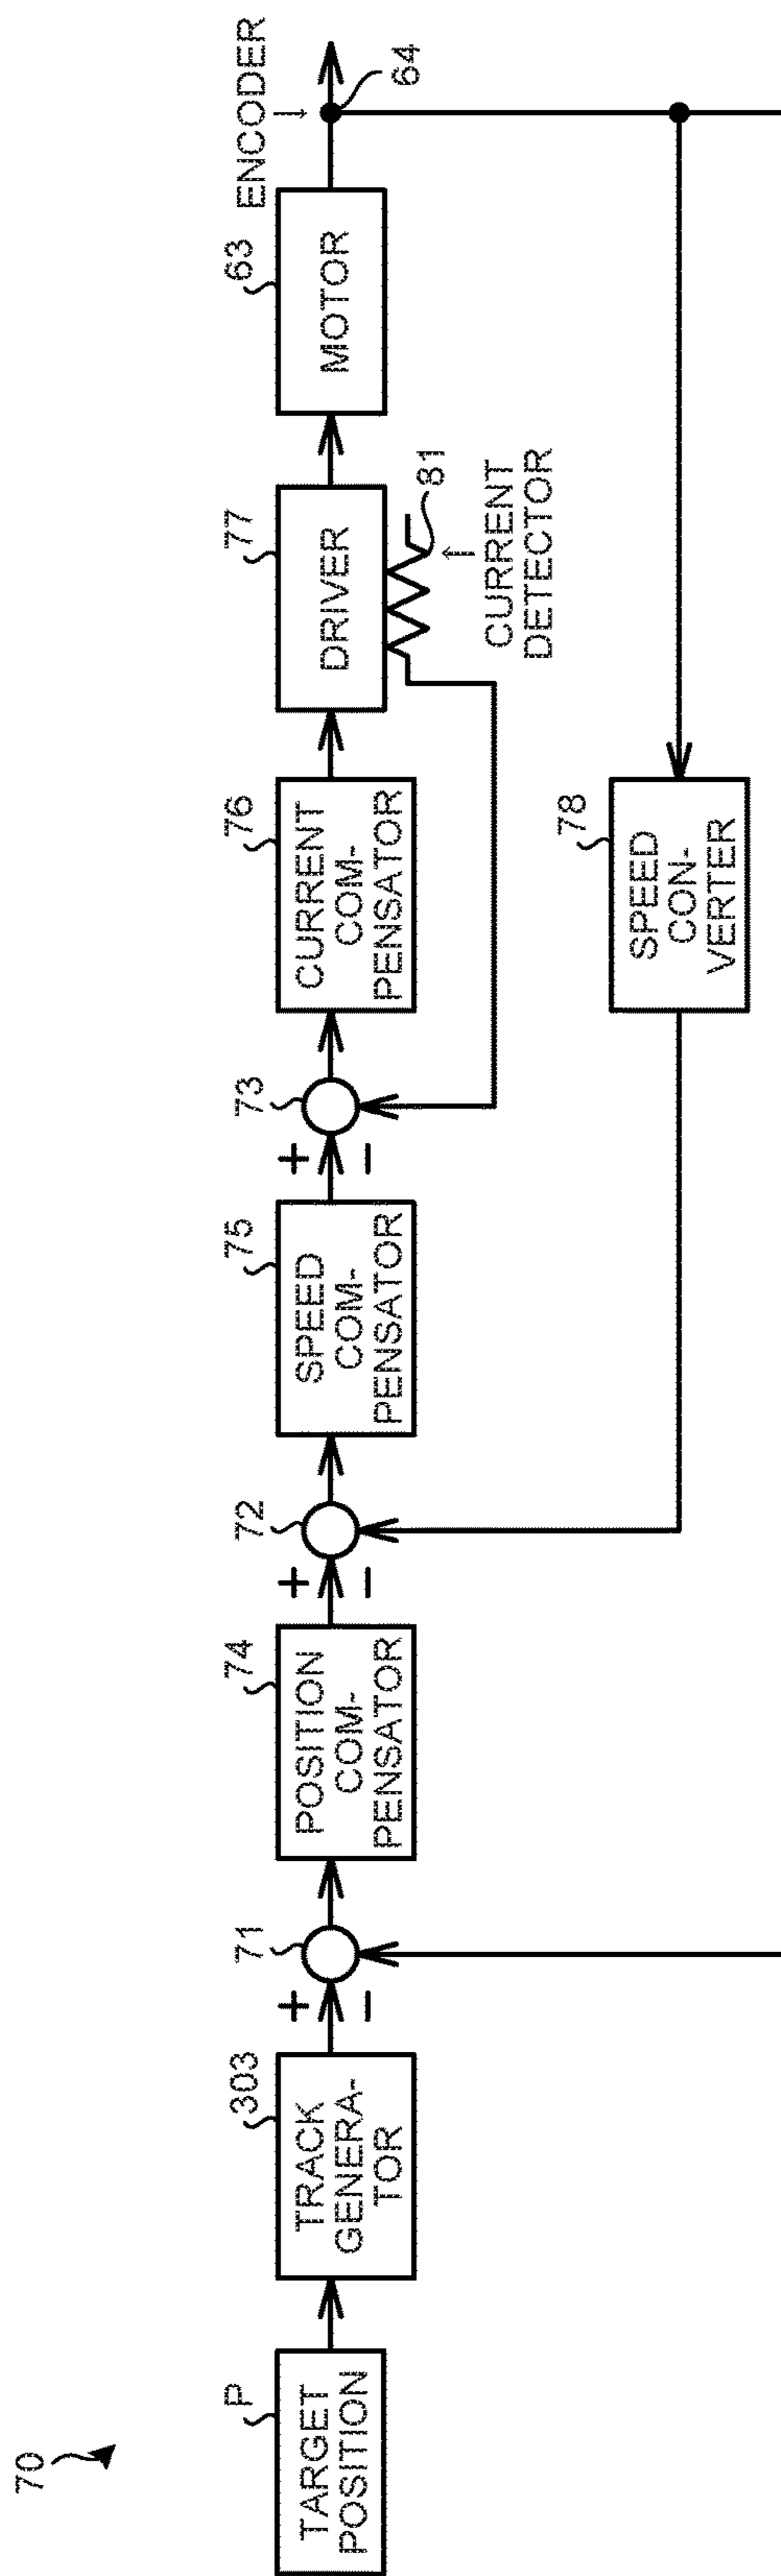 70
P
TARGET
POSITION
303
TRACK
GENERA-
TOR
+
−
71
74
POSITION
COM-
PENSATOR
+
−
72
75
SPEED
COM-
PENSATOR
+
−
73
76
CURRENT
COM-
PENSATOR
77
DRIVER
81
CURRENT
DETECTOR
63
MOTOR
ENCODER
64
78
SPEED
CON-
VERTER